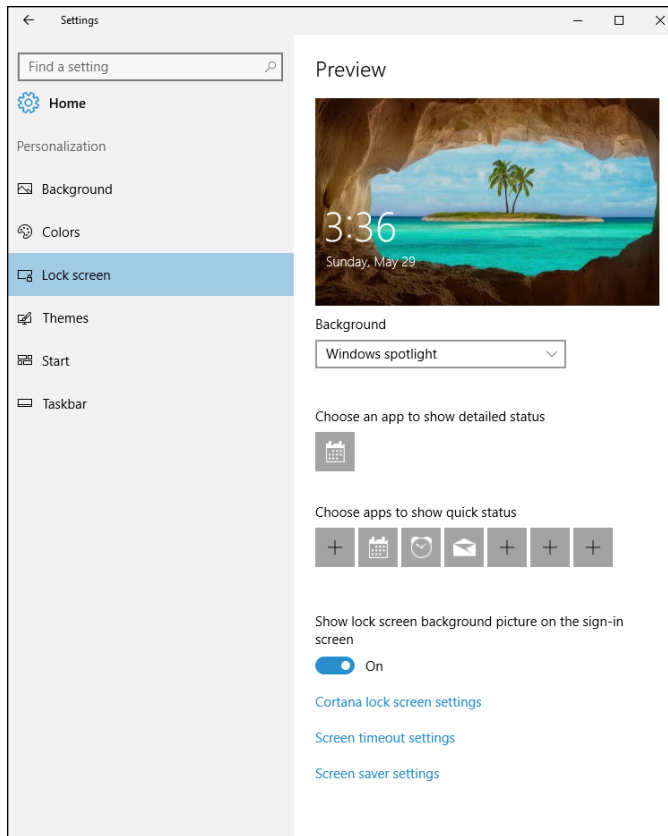 Settings
Find a setting
Home
Personalization
Background
Colors
Lock screen
Themes
Start
Taskbar
Preview
3:36
Sunday, May 29
Background
Windows spotlight
Choose an app to show detailed status
Choose apps to show quick status
Show lock screen background picture on the sign-in
screen
On
Cortana lock screen settings
Screen timeout settings
Screen saver settings